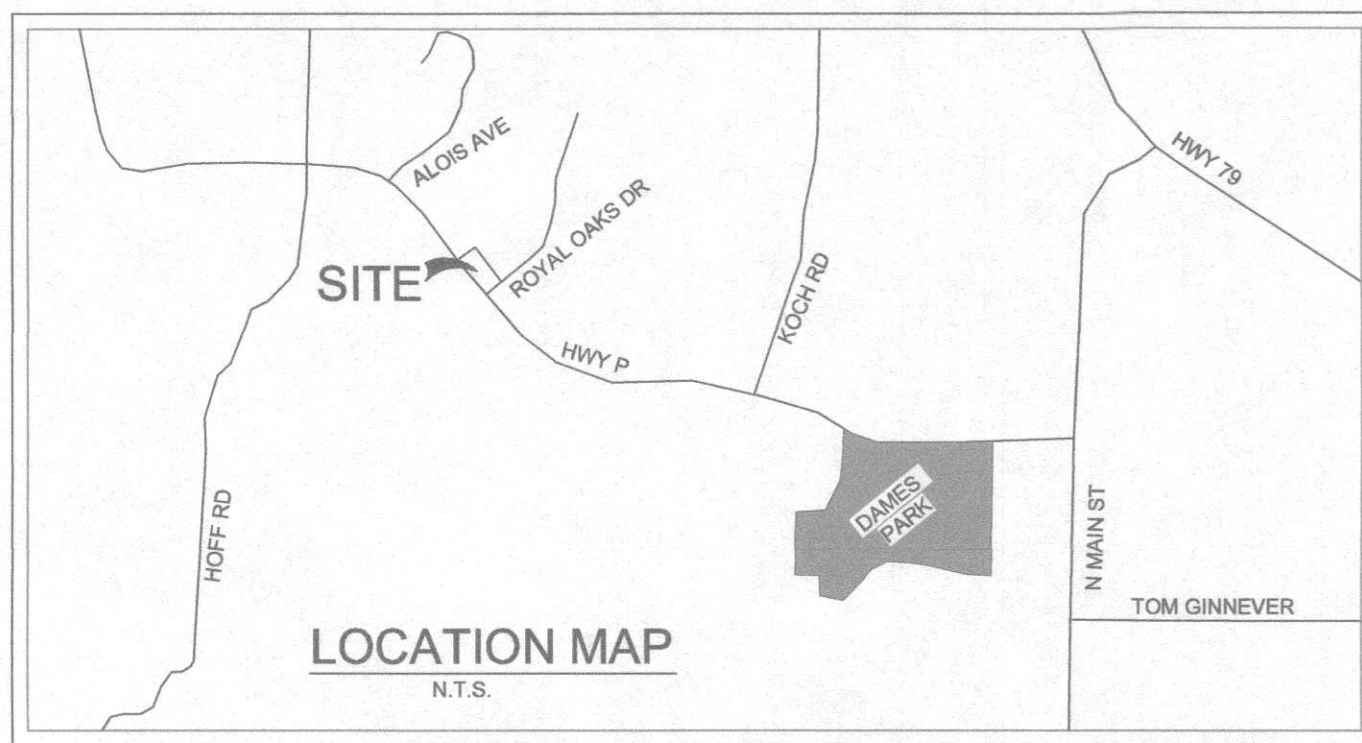 ALOIS AVE
HWY 79
ROYAL OAKS DR
SITE
KOCH RD
HWY P
DAMES
PARK
HOFF RD
N MAIN ST
TOM GINNEVER
LOCATION MAP
N.T.S.